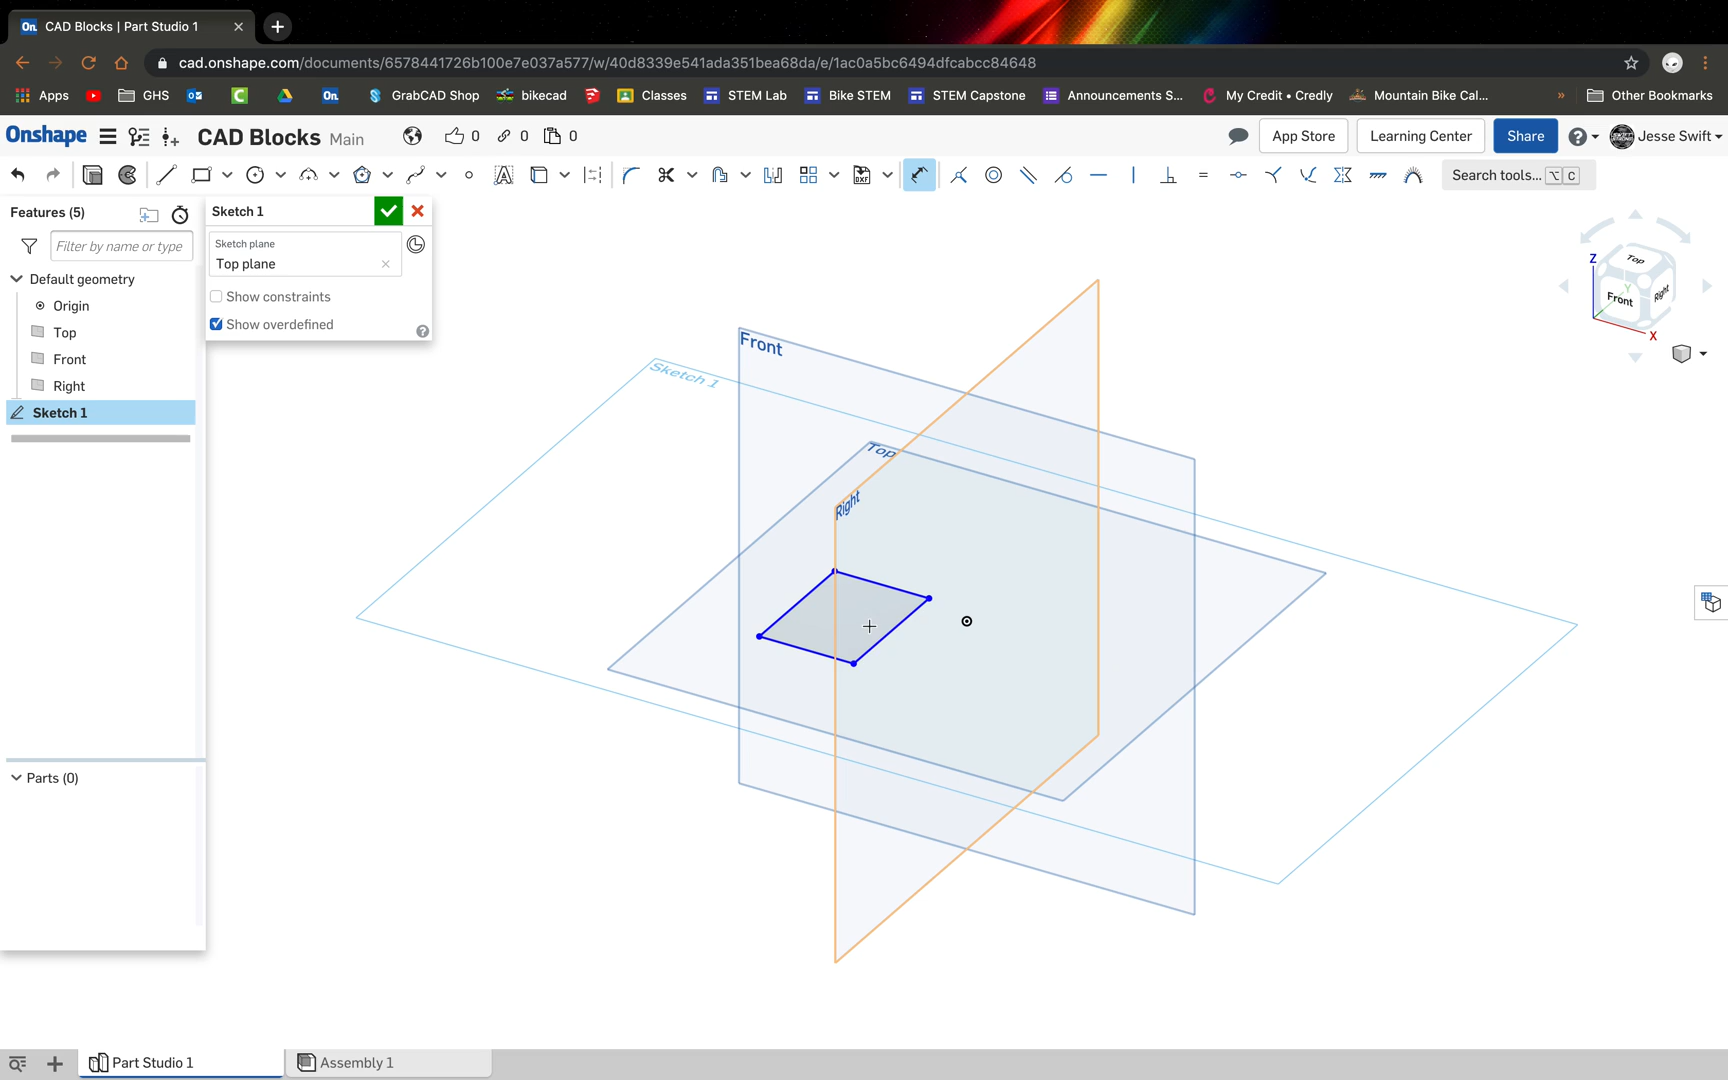 On CAD Blocks | Part Studio 1
cad.onshape.com/documents/6578441726b100e7e037a577/w/40d8339e541ada351bea68da/e/1ac0a5bc6494dfcabcc84648
Apps GHS On GrabCAD Shop bikecad Classes STEM Lab Bike STEM STEM Capstone Announcements S... My Credit • Credly Mountain Bike Cal... » Other Bookmarks
Onshape CAD Blocks Main 0 0 0 App Store Learning Center Share Jesse Swift
DXF Search tools... ⌥ C
Features (5)
Filter by name or type
Default geometry
Origin
Top
Front
Right
Sketch 1
Parts (0)
Sketch 1
Sketch plane
Top plane
Show constraints
Show overdefined
Front
Sketch 1
Top
Right
Z
Top
Y
Front
Right
X
Part Studio 1 Assembly 1